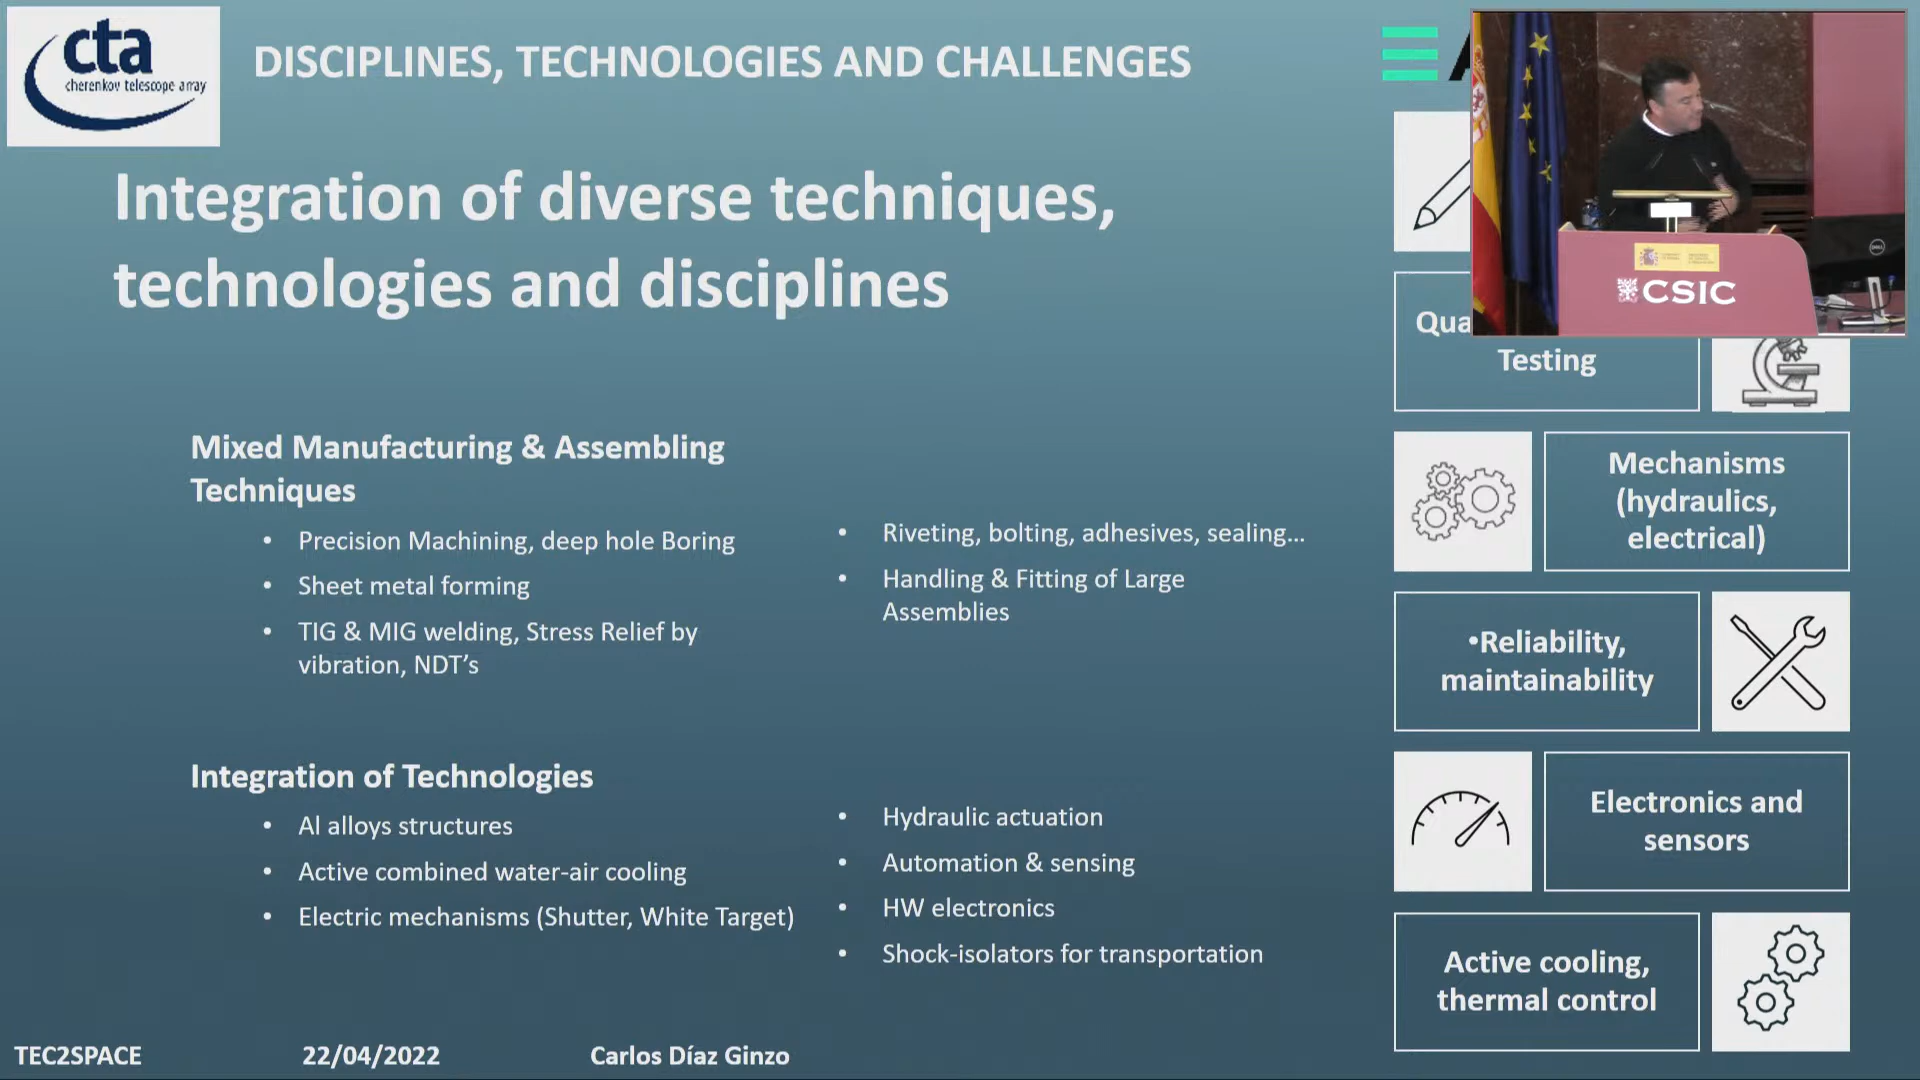 cta
cherenkov telescope array
DISCIPLINES, TECHNOLOGIES AND CHALLENGES
Integration of diverse techniques,
technologies and disciplines
Mixed Manufacturing & Assembling
Techniques
• Precision Machining, deep hole Boring
• Sheet metal forming
• TIG & MIG welding, Stress Relief by
vibration, NDT’s
• Riveting, bolting, adhesives, sealing…
• Handling & Fitting of Large
Assemblies
Integration of Technologies
• Al alloys structures
• Active combined water-air cooling
• Electric mechanisms (Shutter, White Target)
• Hydraulic actuation
• Automation & sensing
• HW electronics
• Shock-isolators for transportation
CSIC
DELL
Testing
Mechanisms
(hydraulics,
electrical)
•Reliability,
maintainability
Electronics and
sensors
Active cooling,
thermal control
TEC2SPACE
22/04/2022
Carlos Díaz Ginzo